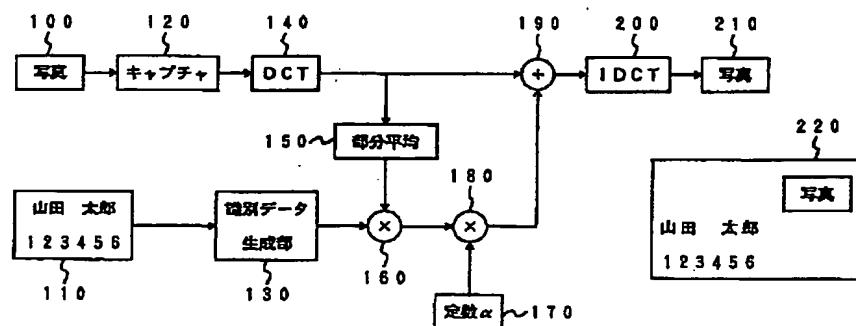 １００ １２０ １４０ １９０ ２００ ２１０
写真 キャプチャ ＤＣＴ ＋ ＩＤＣＴ 写真
１５０ 部分平均
２２０
写真
山田 太郎
１２３４５６
山田 太郎
１２３４５６
識別データ
生成部
× × １８０
１１０ １３０ １６０
定数α １７０